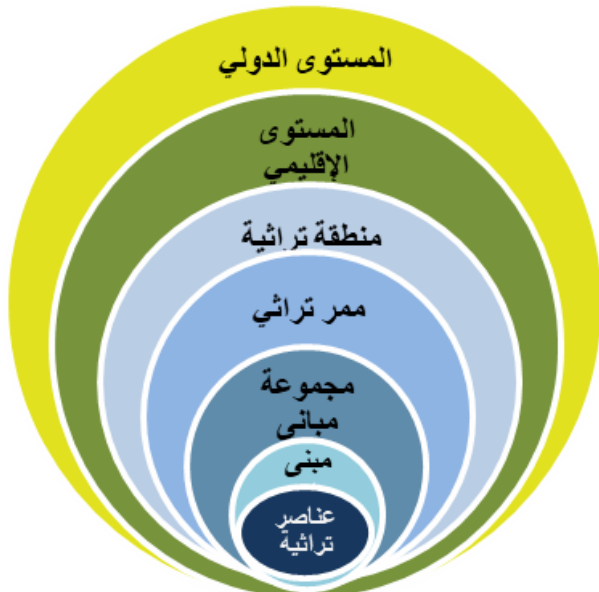 المستوى الدولي
المستوى
الإقليمي
منطقة تراثية
ممر تراثي
مجموعة
مباني
مبنى
عناصر
تراثية